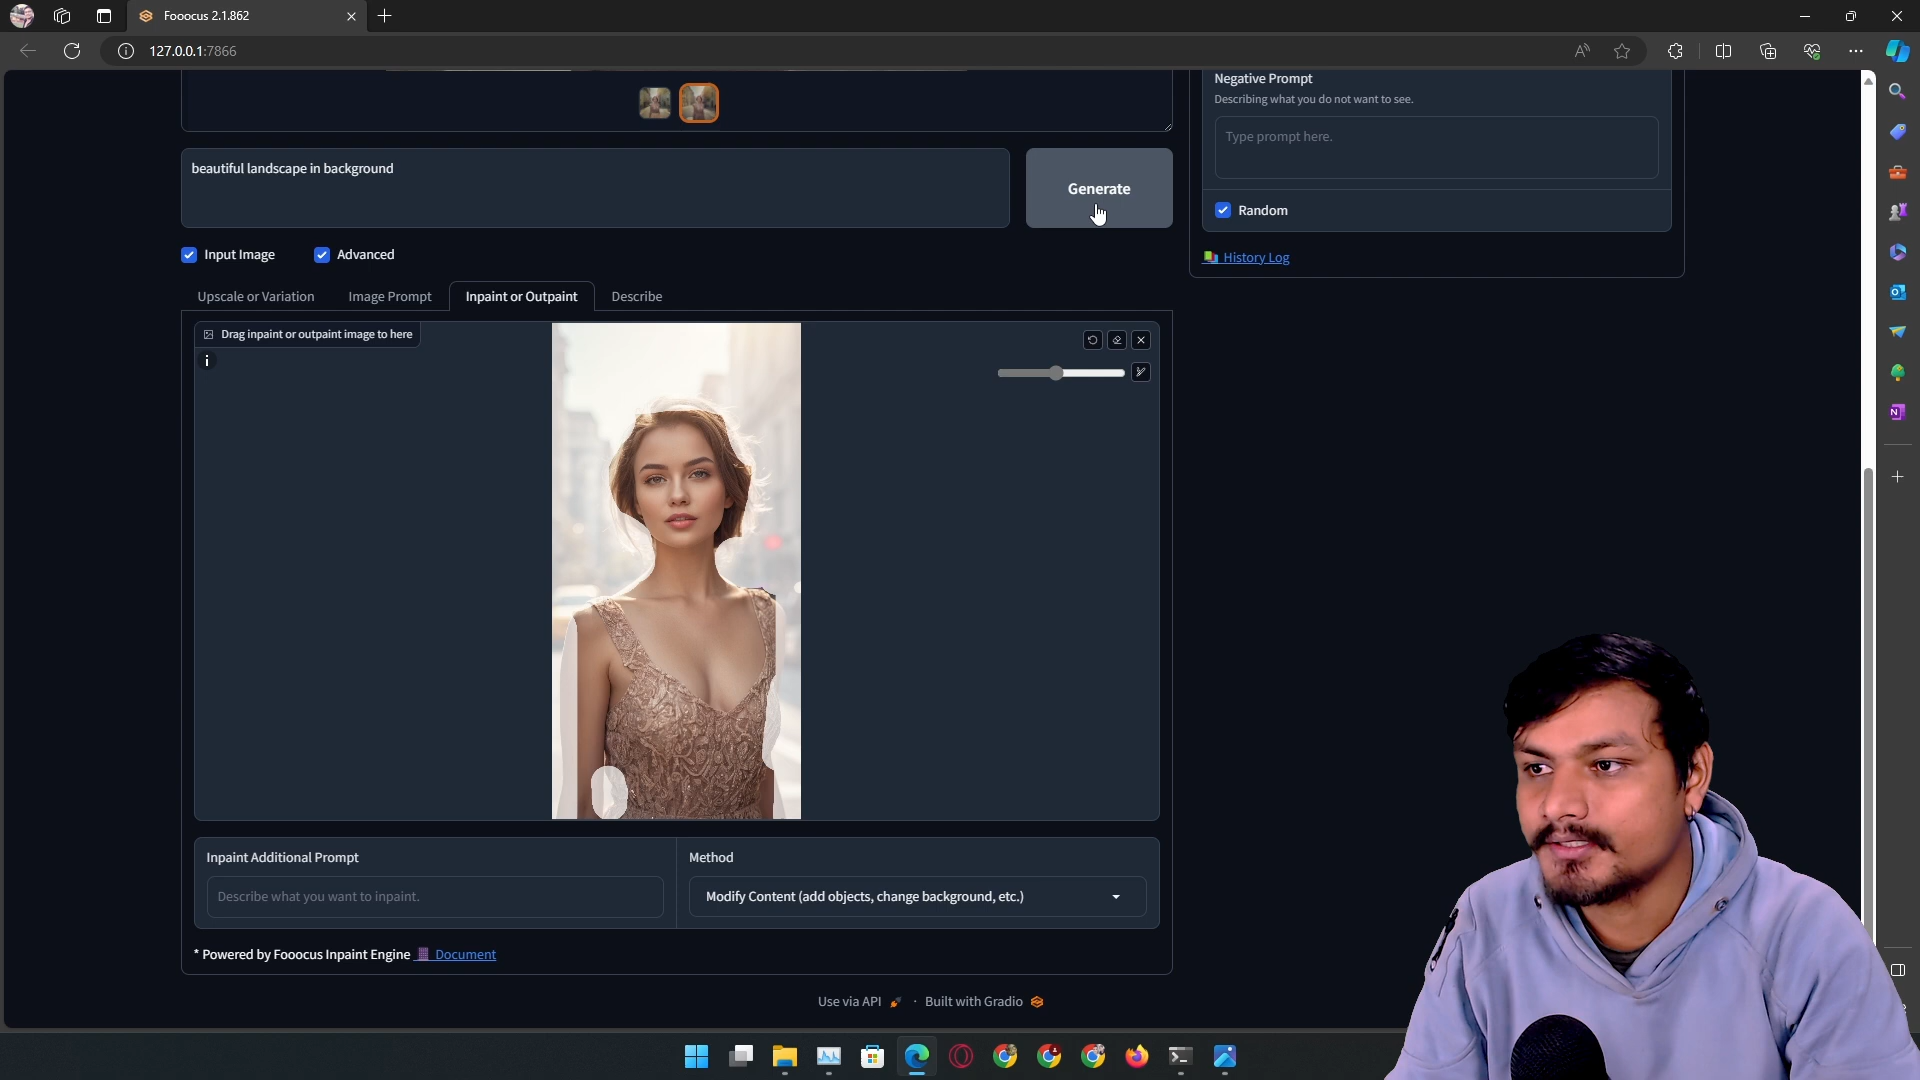 Fooocus 2.1.862
127.0.0.1:7866
Negative Prompt
Describing what you do not want to see.
Type prompt here.
beautiful landscape in background
Generate
Random
Input Image
Advanced
History Log
Upscale or Variation
Image Prompt
Inpaint or Outpaint
Describe
Drag inpaint or outpaint image to here
Inpaint Additional Prompt
Method
Describe what you want to inpaint.
Modify Content (add objects, change background, etc.)
* Powered by Fooocus Inpaint Engine
Document
Use via API
·
Built with Gradio